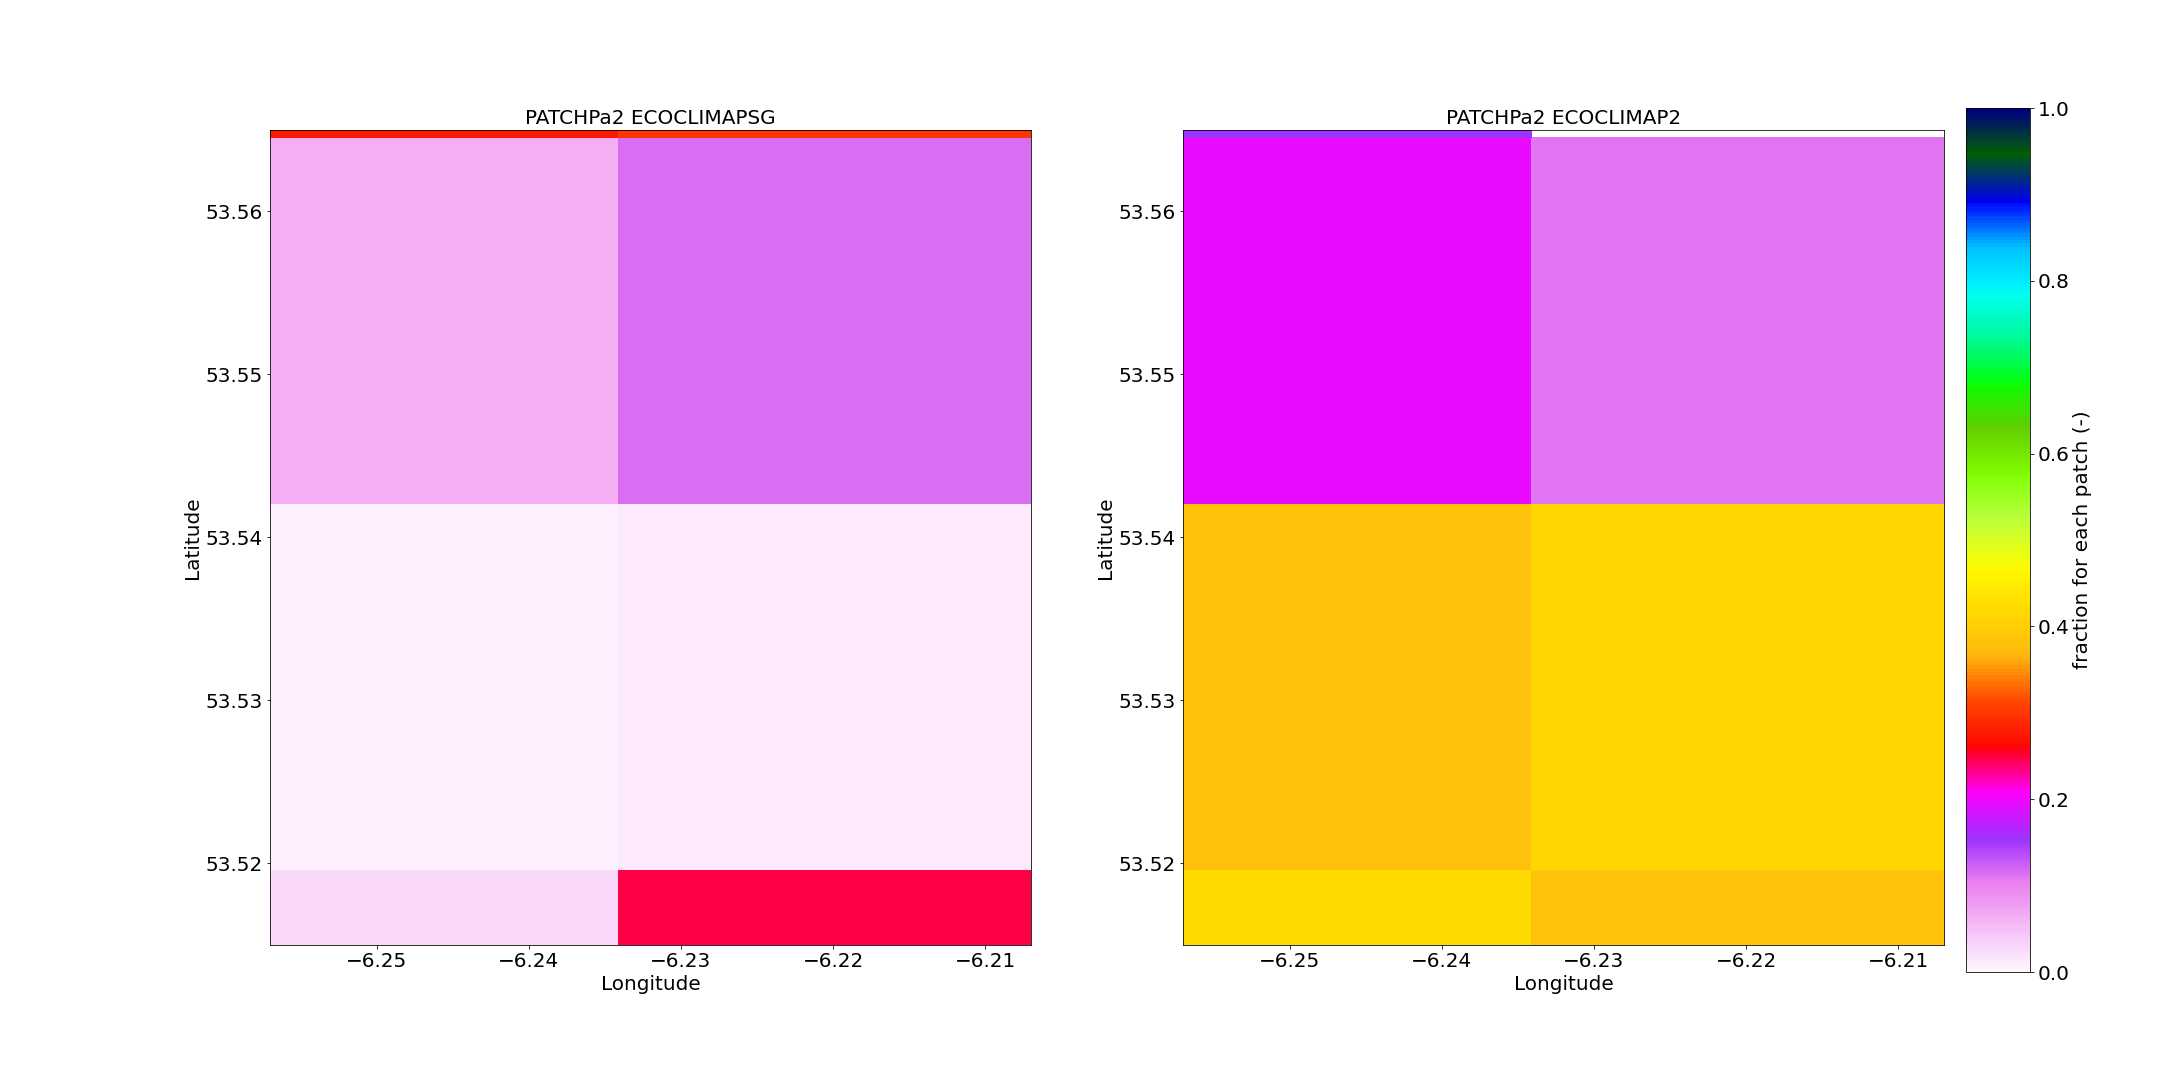 PATCHPa2 ECOCLIMAPSG
53.56
53.55
53.54
53.53
53.52
Latitude
−6.25 −6.24 −6.23 −6.22 −6.21
Longitude
PATCHPa2 ECOCLIMAP2
53.56
53.55
53.54
53.53
53.52
Latitude
−6.25 −6.24 −6.23 −6.22 −6.21
Longitude
1.0
0.8
0.6
0.4
0.2
0.0
fraction for each patch (-)